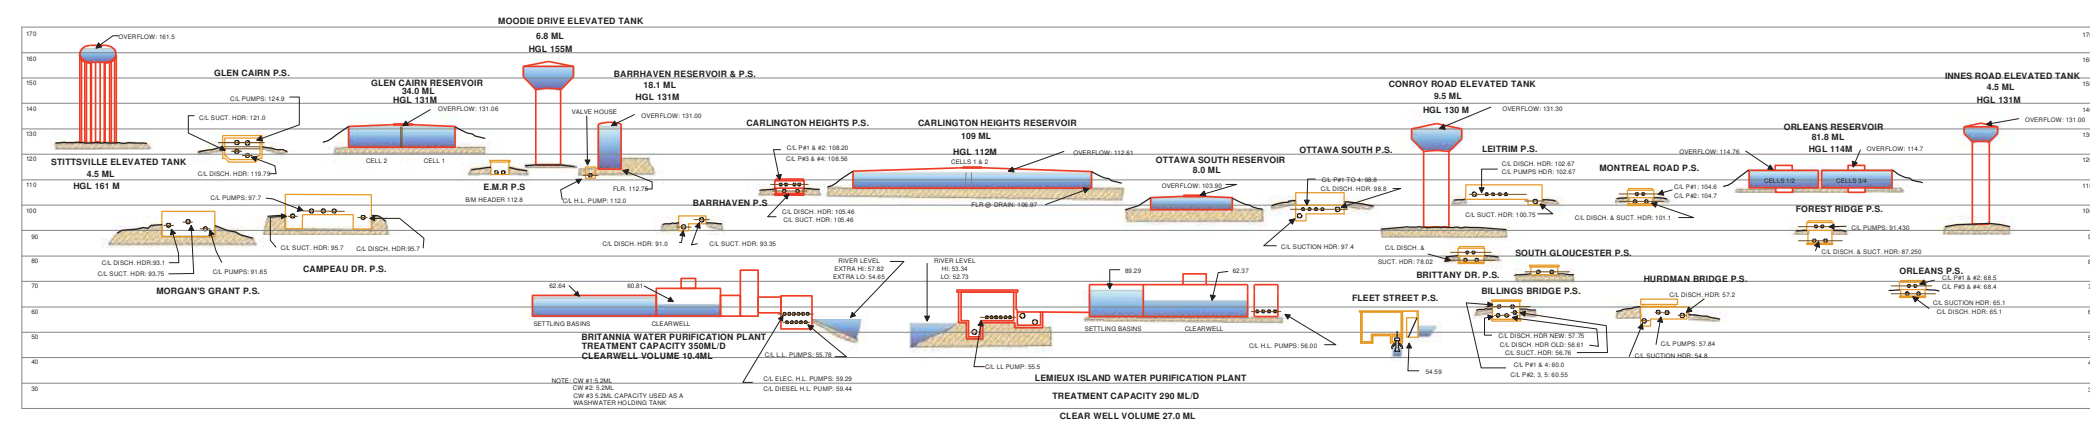 MOODIE DRIVE ELEVATED TANK
6.8 ML
HGL 155M
170
160
150
140
130
120
110
100
90
80
70
60
50
40
30
OVERFLOW: 161.5
STITTSVILLE ELEVATED TANK
4.5 ML
HGL 161 M
GLEN CAIRN P.S.
C/L PUMPS: 124.9
C/L SUCT. HDR: 121.0
C/L DISCH. HDR: 119.79
GLEN CAIRN RESERVOIR
34.0 ML
HGL 131M
OVERFLOW: 131.06
CELL 2
CELL 1
E.M.R P.S
BIM HEADER 112.8
VALVE HOUSE
BARRHAVEN RESERVOIR & P.S.
18.1 ML
HGL 131M
OVERFLOW: 131.00
FLR. 112.75
C/L H.L. PUMP: 112.0
CARLINGTON HEIGHTS P.S.
C/L P#1 & #2: 108.20
C/L P#3 & #4: 108.56
C/L DISCH. HDR: 105.46
C/L SUCT. HDR: 105.46
BARRHAVEN P.S
C/L DISCH. HDR: 91.0
C/L SUCT. HDR: 93.35
CARLINGTON HEIGHTS RESERVOIR
109 ML
HGL 112M
CELLS 1 & 2
OVERFLOW: 112.61
FLR @ DRAIN: 106.97
OTTAWA SOUTH RESERVOIR
8.0 ML
OVERFLOW: 103.90
OTTAWA SOUTH P.S.
C/L P#1 TO 4: 98.8
C/L DISCH. HDR: 98.8
C/L SUCTION HDR: 97.4
CONROY ROAD ELEVATED TANK
9.5 ML
HGL 130 M
OVERFLOW: 131.30
LEITRIM P.S.
C/L DISCH. HDR: 102.67
C/L PUMPS HDR: 102.67
C/L SUCT. HDR: 100.75
MONTREAL ROAD P.S.
C/L P#1: 104.6
C/L P#2: 104.7
C/L DISCH. & SUCT. HDR: 101.1
ORLEANS RESERVOIR
81.8 ML
HGL 114M
OVERFLOW: 114.76
OVERFLOW: 114.7
CELLS 1/2
CELLS 3/4
INNES ROAD ELEVATED TANK
4.5 ML
HGL 131M
OVERFLOW: 131.00
FOREST RIDGE P.S.
C/L PUMPS: 91.430
C/L DISCH. & SUCT. HDR: 87.250
C/L PUMPS: 97.7
C/L SUCT. HDR: 95.7
C/L DISCH. HDR:95.7
CAMPEAU DR. P.S.
C/L DISCH. HDR:93.1
C/L SUCT. HDR: 93.75
C/L PUMPS: 91.65
MORGAN'S GRANT P.S.
62.64
60.81
SETTLING BASINS
CLEARWELL
RIVER LEVEL
EXTRA HI: 57.82
EXTRA LO: 54.65
BRITANNIA WATER PURIFICATION PLANT
TREATMENT CAPACITY 350ML/D
CLEARWELL VOLUME 10.4ML
C/L L.L. PUMPS: 55.78
C/L ELEC. H.L. PUMPS: 59.29
C/L DIESEL H.L. PUMP: 59.44
NOTE: CW #1:5.2ML
CW #2: 5.2ML
CW #3 5.2ML CAPACITY USED AS A
WASHWATER HOLDING TANK
RIVER LEVEL
HI: 53.34
LO: 52.73
C/L LL PUMP: 55.5
89.29
62.37
SETTLING BASINS
CLEARWELL
C/L H.L. PUMPS: 56.00
LEMIEUX ISLAND WATER PURIFICATION PLANT
TREATMENT CAPACITY 290 ML/D
CLEAR WELL VOLUME 27.0 ML
FLEET STREET P.S.
54.59
C/L DISCH. &
SUCT. HDR: 78.02
BRITTANY DR. P.S.
SOUTH GLOUCESTER P.S.
BILLINGS BRIDGE P.S.
C/L DISCH. HDR NEW: 57.75
C/L DISCH. HDR OLD: 56.61
C/L SUCT. HDR: 56.76
C/L P#1 & 4: 60.0
C/L P#2, 3, 5: 60.55
HURDMAN BRIDGE P.S.
C/L DISCH. HDR: 57.2
C/L PUMPS: 57.84
C/L SUCTION HDR: 54.8
ORLEANS P.S.
C/L P#1 & #2: 68.5
C/L P#3 & #4: 68.4
C/L SUCTION HDR: 65.1
C/L DISCH. HDR: 65.1